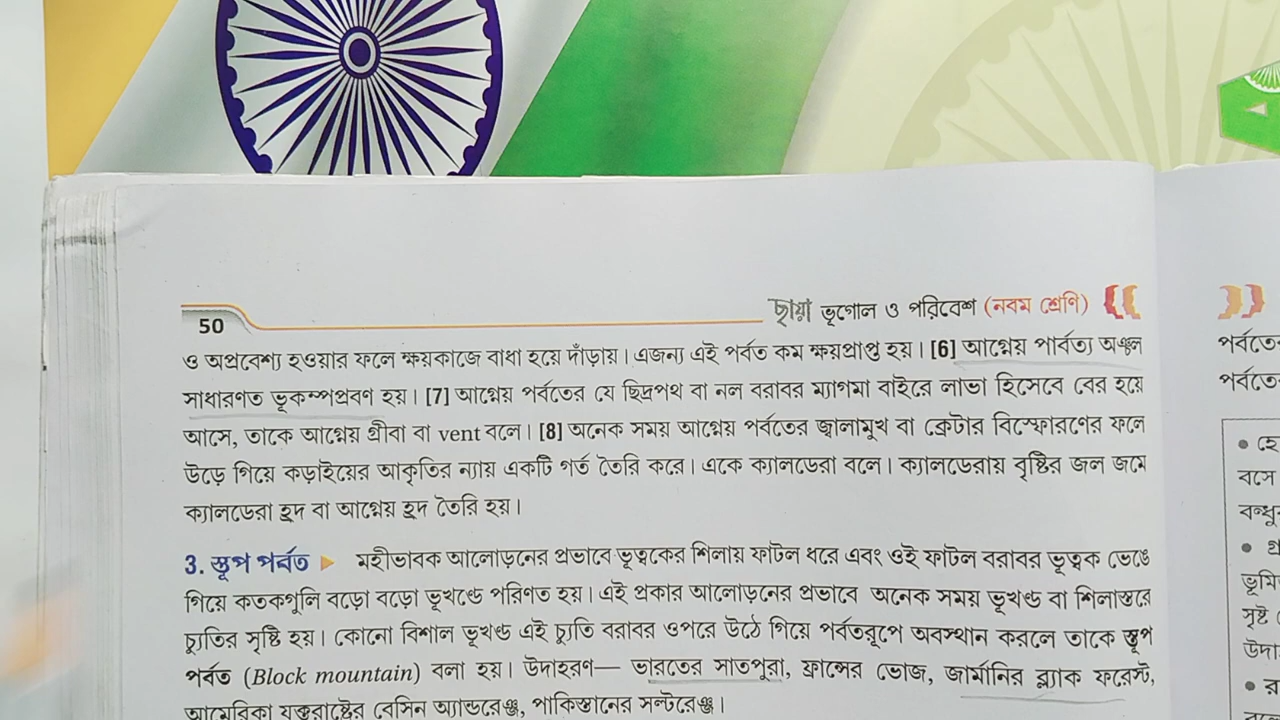 50
ছায়া ভূগোল ও পরিবেশ (নবম শ্রেণি)
ও অপ্রবেশ্য হওয়ার ফলে ক্ষয়কাজে বাধা হয়ে দাঁড়ায়। এজন্য এই পর্বত কম ক্ষয়প্রাপ্ত হয়। [6] আগ্নেয় পার্বত্য অঞ্চল
সাধারণত ভূকম্পপ্রবণ হয়। [7] আগ্নেয় পর্বতের যে ছিদ্রপথ বা নল বরাবর ম্যাগমা বাইরে লাভা হিসেবে বের হয়ে
আসে, তাকে আগ্নেয় গ্রীবা বা vent বলে। [8] অনেক সময় আগ্নেয় পর্বতের জ্বালামুখ বা ক্রেটার বিস্ফোরণের ফলে
উড়ে গিয়ে কড়াইয়ের আকৃতির ন্যায় একটি গর্ত তৈরি করে। একে ক্যালডেরা বলে। ক্যালডেরায় বৃষ্টির জল জমে
ক্যালডেরা হ্রদ বা আগ্নেয় হ্রদ তৈরি হয়।
3. স্তূপ পর্বত ▶ মহীভাবক আলোড়নের প্রভাবে ভূত্বকের শিলায় ফাটল ধরে এবং ওই ফাটল বরাবর ভূত্বক ভেঙে
গিয়ে কতকগুলি বড়ো বড়ো ভূখণ্ডে পরিণত হয়। এই প্রকার আলোড়নের প্রভাবে অনেক সময় ভূখণ্ড বা শিলাস্তরে
চ্যুতির সৃষ্টি হয়। কোনো বিশাল ভূখণ্ড এই চ্যুতি বরাবর ওপরে উঠে গিয়ে পর্বতরূপে অবস্থান করলে তাকে স্তূপ
পর্বত (Block mountain) বলা হয়। উদাহরণ— ভারতের সাতপুরা, ফ্রান্সের ভোজ, জার্মানির ব্ল্যাক ফরেস্ট,
আমেরিকা যুক্তরাষ্ট্রের বেসিন অ্যান্ডরেঞ্জ, পাকিস্তানের সল্টরেঞ্জ।
পর্বতে
পর্বতে
বসে
ভূমি
সৃষ্ট